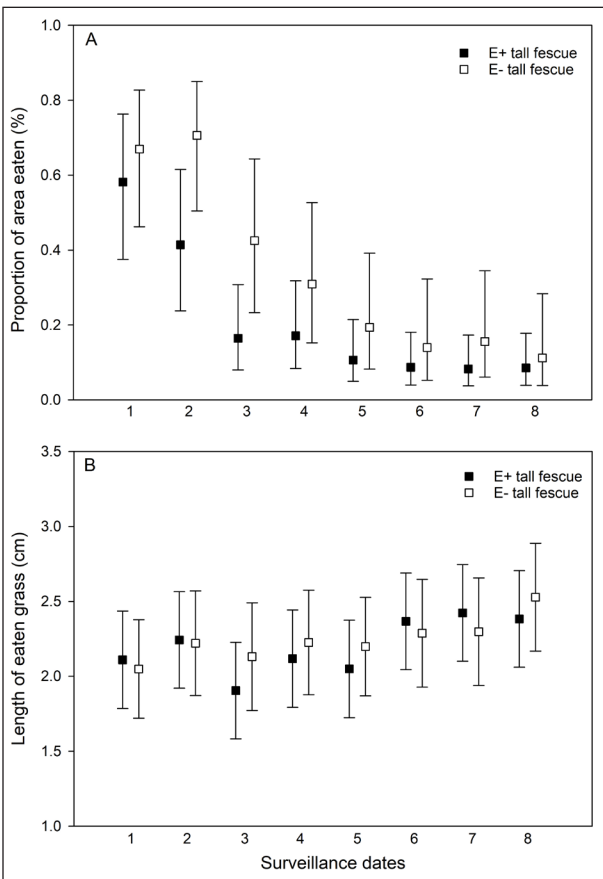 A
E+ tall fescue
E- tall fescue
Proportion of area eaten (%)
1.0
0.8
0.6
0.4
0.2
0.0
1 2 3 4 5 6 7 8
B
E+ tall fescue
E- tall fescue
Length of eaten grass (cm)
3.5
3.0
2.5
2.0
1.5
1.0
1 2 3 4 5 6 7 8
Surveillance dates